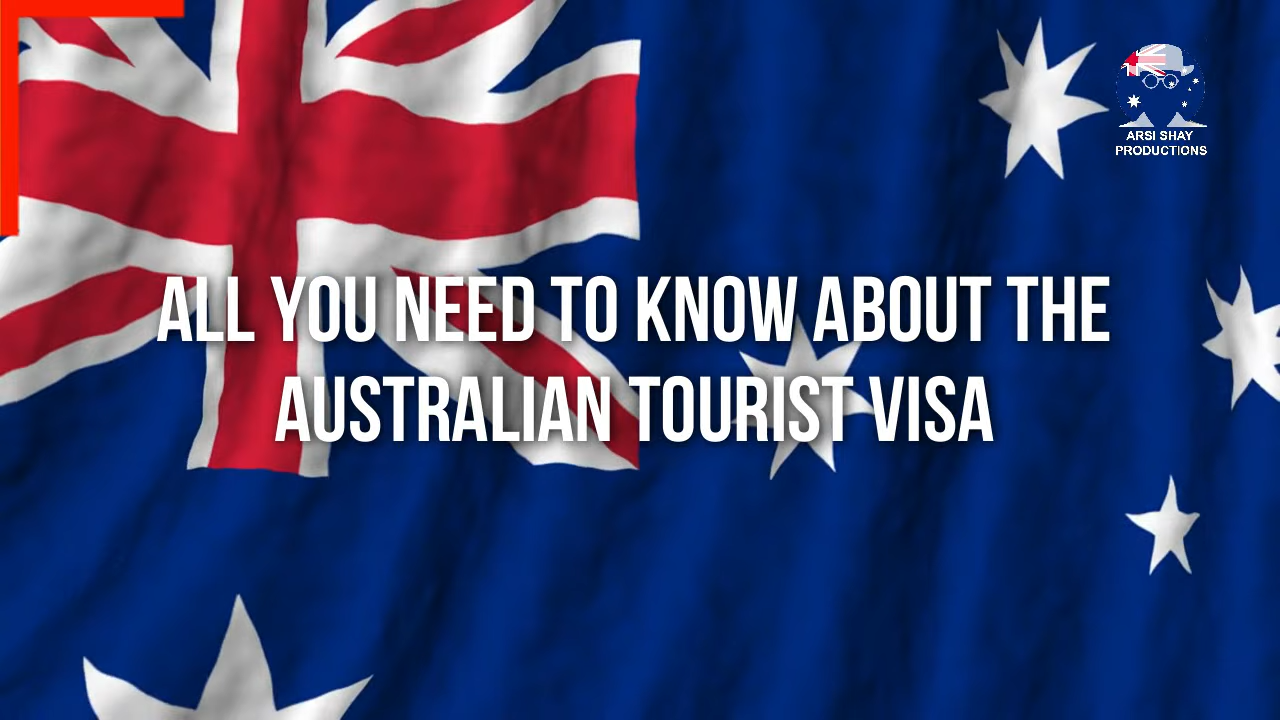 ARSI SHAY
PRODUCTIONS
ALL YOU NEED TO KNOW ABOUT THE
AUSTRALIAN TOURIST VISA